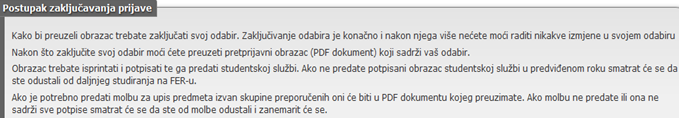 Postupak zaključavanja prijave
Kako bi preuzeli obrazac trebate zaključati svoj odabir. Zaključivanje odabira je konačno i nakon njega više nećete moći raditi nikakve izmjene u svojem odabiru
Nakon što zaključite svoj odabir moći ćete preuzeti pretprijavni obrazac (PDF dokument) koji sadrži vaš odabir.
Obrazac trebate isprintati i potpisati te ga predati studentskoj službi. Ako ne predate potpisani obrazac studentskoj službi u predviđenom roku smatrat će se da
ste odustali od daljnjeg studiranja na FER-u.
Ako je potrebno predati molbu za upis predmeta izvan skupine preporučenih oni će biti u PDF dokumentu kojeg preuzimate. Ako molbu ne predate ili ona ne
sadrži sve potpise smatrat će se da ste od molbe odustali i zanemarit će se.